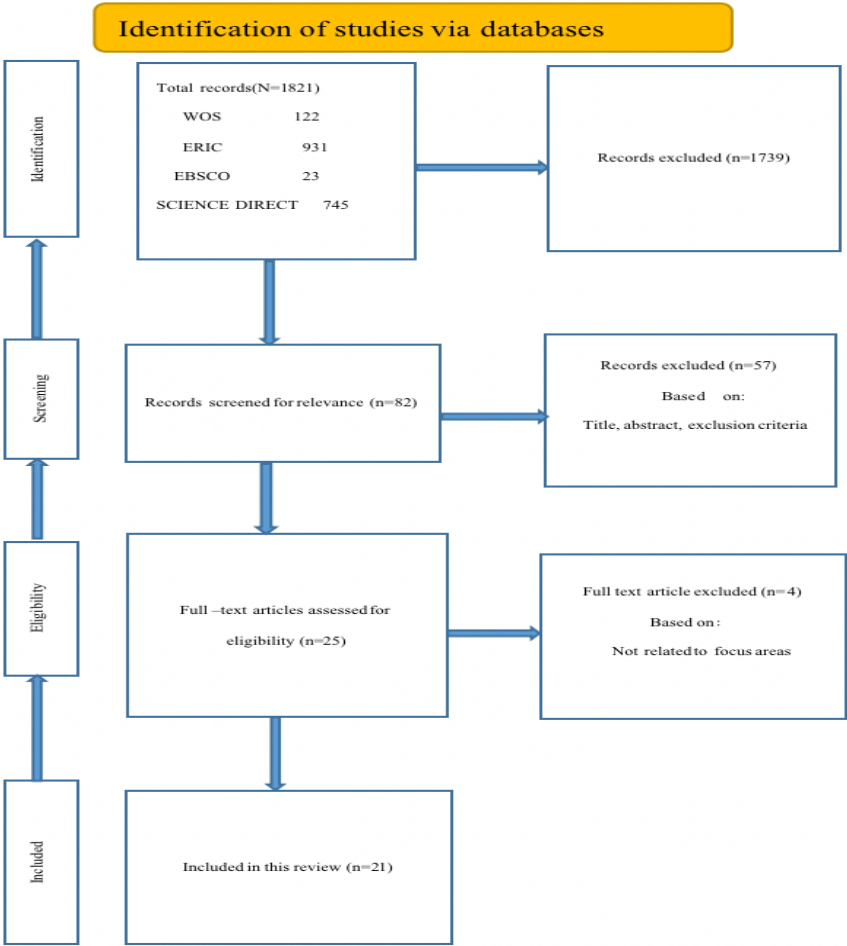 Identification of studies via databases
Identification
Total records(N=1821)
WOS 122
ERIC 931
EBSCO 23
SCIENCE DIRECT 745
Records excluded (n=1739)
Screening
Records screened for relevance (n=82)
Records excluded (n=57)
Based on:
Title, abstract, exclusion criteria
Eligibility
Full –text articles assessed for
eligibility (n=25)
Full text article excluded (n=4)
Based on:
Not related to focus areas
Included
Included in this review (n=21)